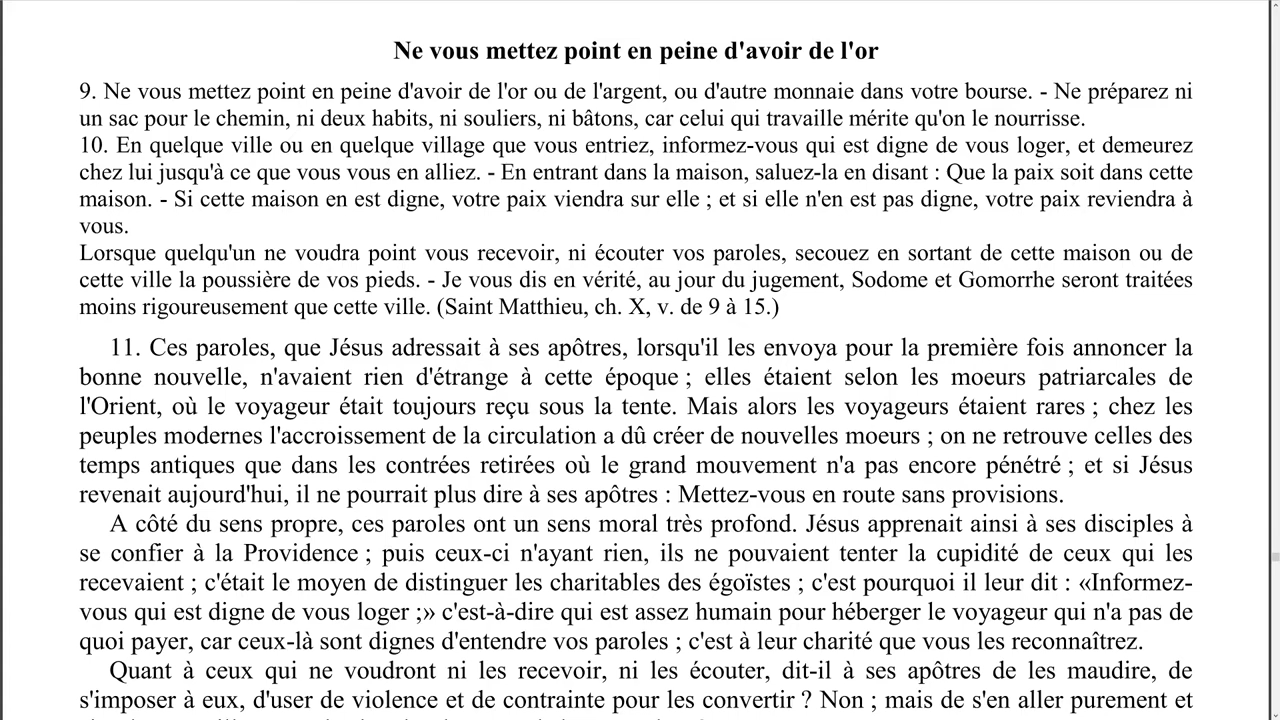 Ne vous mettez point en peine d'avoir de l'or
9. Ne vous mettez point en peine d'avoir de l'or ou de l'argent, ou d'autre monnaie dans votre bourse. - Ne préparez ni
un sac pour le chemin, ni deux habits, ni souliers, ni bâtons, car celui qui travaille mérite qu'on le nourrisse.
10. En quelque ville ou en quelque village que vous entriez, informez-vous qui est digne de vous loger, et demeurez
chez lui jusqu'à ce que vous vous en alliez. - En entrant dans la maison, saluez-la en disant : Que la paix soit dans cette
maison. - Si cette maison en est digne, votre paix viendra sur elle ; et si elle n'en est pas digne, votre paix reviendra à
vous.
Lorsque quelqu'un ne voudra point vous recevoir, ni écouter vos paroles, secouez en sortant de cette maison ou de
cette ville la poussière de vos pieds. - Je vous dis en vérité, au jour du jugement, Sodome et Gomorrhe seront traitées
moins rigoureusement que cette ville. (Saint Matthieu, ch. X, v. de 9 à 15.)
11. Ces paroles, que Jésus adressait à ses apôtres, lorsqu'il les envoya pour la première fois annoncer la
bonne nouvelle, n'avaient rien d'étrange à cette époque ; elles étaient selon les moeurs patriarcales de
l'Orient, où le voyageur était toujours reçu sous la tente. Mais alors les voyageurs étaient rares ; chez les
peuples modernes l'accroissement de la circulation a dû créer de nouvelles moeurs ; on ne retrouve celles des
temps antiques que dans les contrées retirées où le grand mouvement n'a pas encore pénétré ; et si Jésus
revenait aujourd'hui, il ne pourrait plus dire à ses apôtres : Mettez-vous en route sans provisions.
A côté du sens propre, ces paroles ont un sens moral très profond. Jésus apprenait ainsi à ses disciples à
se confier à la Providence ; puis ceux-ci n'ayant rien, ils ne pouvaient tenter la cupidité de ceux qui les
recevaient ; c'était le moyen de distinguer les charitables des égoïstes ; c'est pourquoi il leur dit : «Informez-
vous qui est digne de vous loger ;» c'est-à-dire qui est assez humain pour héberger le voyageur qui n'a pas de
quoi payer, car ceux-là sont dignes d'entendre vos paroles ; c'est à leur charité que vous les reconnaîtrez.
Quant à ceux qui ne voudront ni les recevoir, ni les écouter, dit-il à ses apôtres de les maudire, de
s'imposer à eux, d'user de violence et de contrainte pour les convertir ? Non ; mais de s'en aller purement et